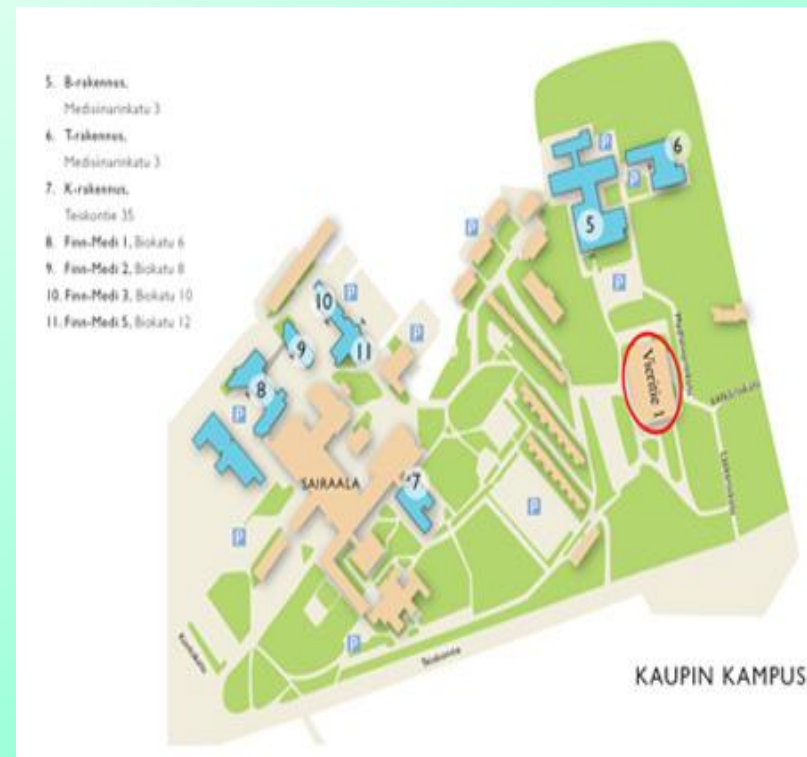 5. B-rakennus,
Medisiinarinkatu 3
6. T-rakennus,
Medisiinarinkatu 3
7. K-rakennus,
Teiskontie 35
8. Finn-Medi 1, Biokatu 6
9. Finn-Medi 2, Biokatu 8
10. Finn-Medi 3, Biokatu 10
11. Finn-Medi 5, Biokatu 12
P
6
5
P
P
10
P
P
9
11
Vieritie 1
8
P
SAIRAALA
7
P
P
P
Kuntokatu
Teiskontie
KAUPIN KAMPUS